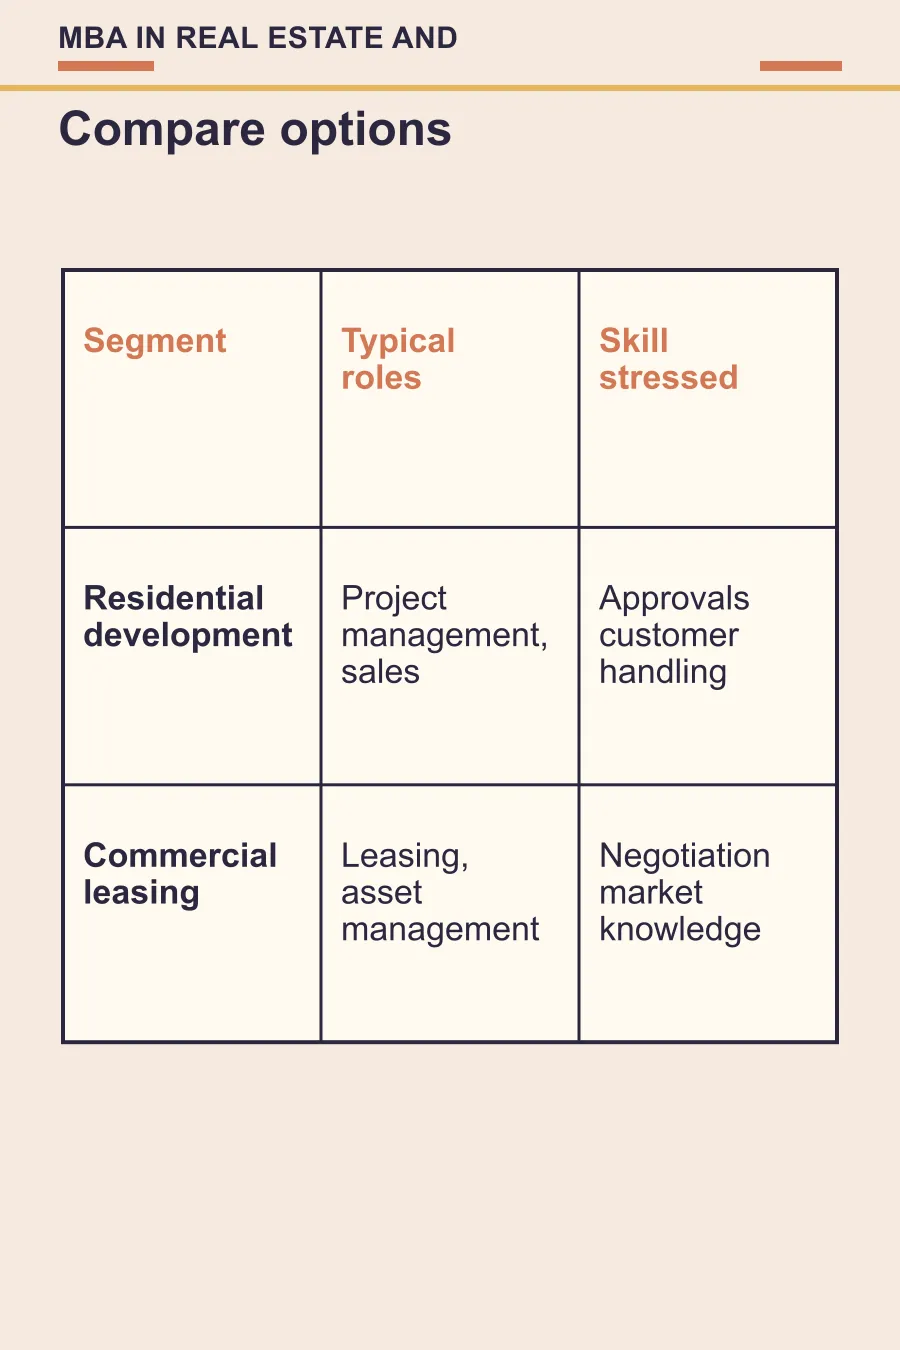 MBA IN REAL ESTATE AND
Compare options
Segment
Typical
roles
Skill
stressed
Residential
development
Project
management,
sales
Approvals
customer
handling
Commercial
leasing
Leasing,
asset
management
Negotiation
market
knowledge